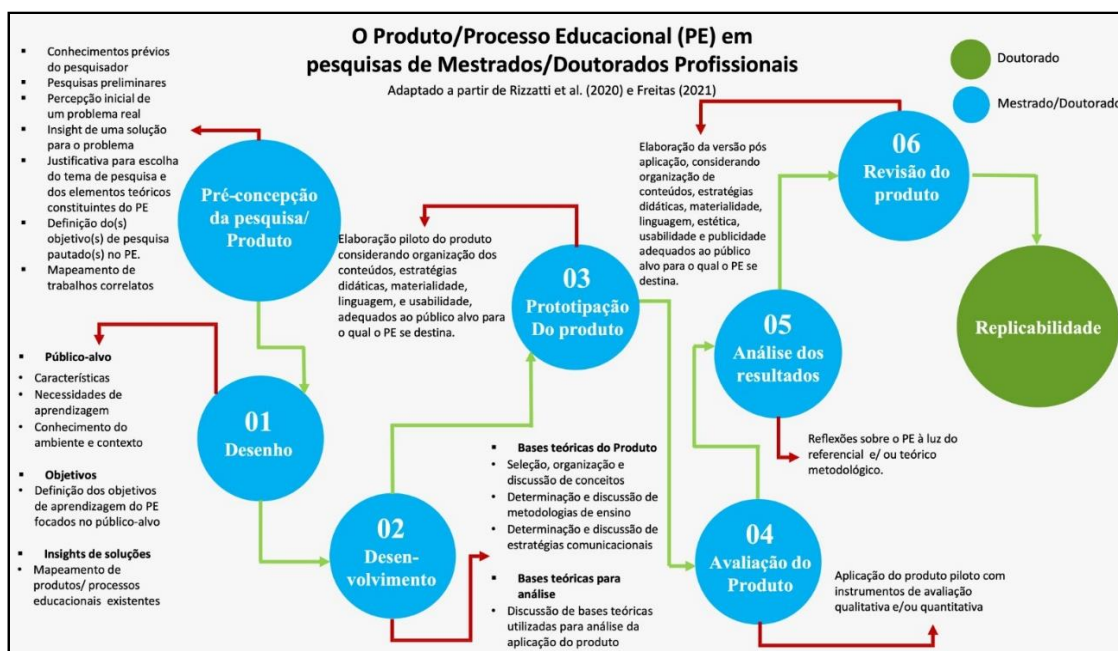 O Produto/Processo Educacional (PE) em
pesquisas de Mestrados/Doutorados Profissionais
Adaptado a partir de Rizzatti et al. (2020) e Freitas (2021)
Doutorado
Mestrado/Doutorado
▪ Conhecimentos prévios
do pesquisador
▪ Pesquisas preliminares
▪ Percepção inicial de
um problema real
▪ Insight de uma solução
para o problema
▪ Justificativa para escolha
do tema de pesquisa e
dos elementos teóricos
constituintes do PE
▪ Definição do(s)
objetivo(s) de pesquisa
pautado(s) no PE.
▪ Mapeamento de
trabalhos correlatos
Pré-concepção
da pesquisa/
Produto
▪ Público-alvo
• Características
• Necessidades de
aprendizagem
• Conhecimento do
ambiente e contexto
▪ Objetivos
• Definição dos objetivos
de aprendizagem do PE
focados no público-alvo
▪ Insights de soluções
• Mapeamento de
produtos/ processos
educacionais existentes
01
Desenho
02
Desen-
volvimento
▪ Bases teóricas do Produto
• Seleção, organização e
discussão de conceitos
• Determinação e discussão de
metodologias de ensino
• Determinação e discussão de
estratégias comunicacionais
▪ Bases teóricas para
análise
• Discussão de bases teóricas
utilizadas para análise da
aplicação do produto
Elaboração piloto do produto
considerando organização dos
conteúdos, estratégias
didáticas, materialidade,
linguagem, e usabilidade,
adequados ao público alvo para
o qual o PE se destina.
03
Prototipação
Do produto
04
Avaliação do
Produto
Aplicação do produto piloto com
instrumentos de avaliação
qualitativa e/ou quantitativa
05
Análise dos
resultados
Reflexões sobre o PE à luz do
referencial e/ ou teórico
metodológico.
Elaboração da versão pós
aplicação, considerando
organização de
conteúdos, estratégias
didáticas, materialidade,
linguagem, estética,
usabilidade e publicidade
adequados ao público
alvo para o qual o PE se
destina.
06
Revisão do
produto
Replicabilidade